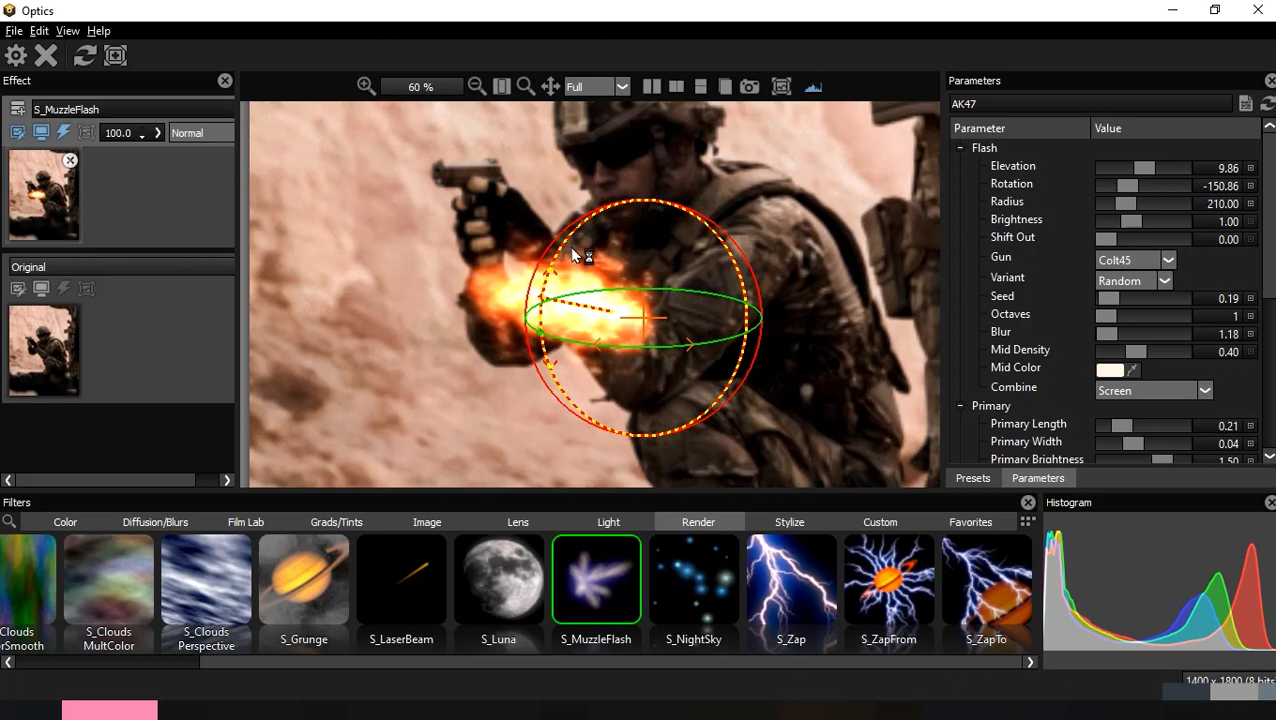 Optics
File Edit View Help
Effect
S_MuzzleFlash
100.0 Normal
Original
60 % Full
Parameters
AK47
Parameter Value
Flash
Elevation 9.86
Rotation -150.86
Radius 210.00
Brightness 1.00
Shift Out 0.00
Gun Colt45
Variant Random
Seed 0.19
Octaves 1
Blur 1.18
Mid Density 0.40
Mid Color
Combine Screen
Primary
Primary Length 0.21
Primary Width 0.04
Primary Brightness 1.50
Presets Parameters
Filters
Color Diffusion/Blurs Film Lab Grads/Tints Image Lens Light Render Stylize Custom Favorites
Clouds
orSmooth
S_Clouds
MultColor
S_Clouds
Perspective
S_Grunge
S_LaserBeam
S_Luna
S_MuzzleFlash
S_NightSky
S_Zap
S_ZapFrom
S_ZapTo
Histogram
1400 x 1800 (8 bits